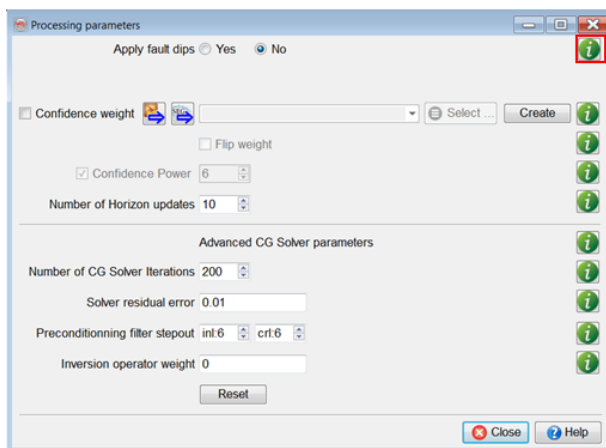 Processing parameters
Apply fault dips Yes No
Confidence weight Select ... Create
Flip weight
Confidence Power 6
Number of Horizon updates 10
Advanced CG Solver parameters
Number of CG Solver Iterations 200
Solver residual error 0.01
Preconditionning filter stepout inl:6 crl:6
Inversion operator weight 0
Reset
Close Help